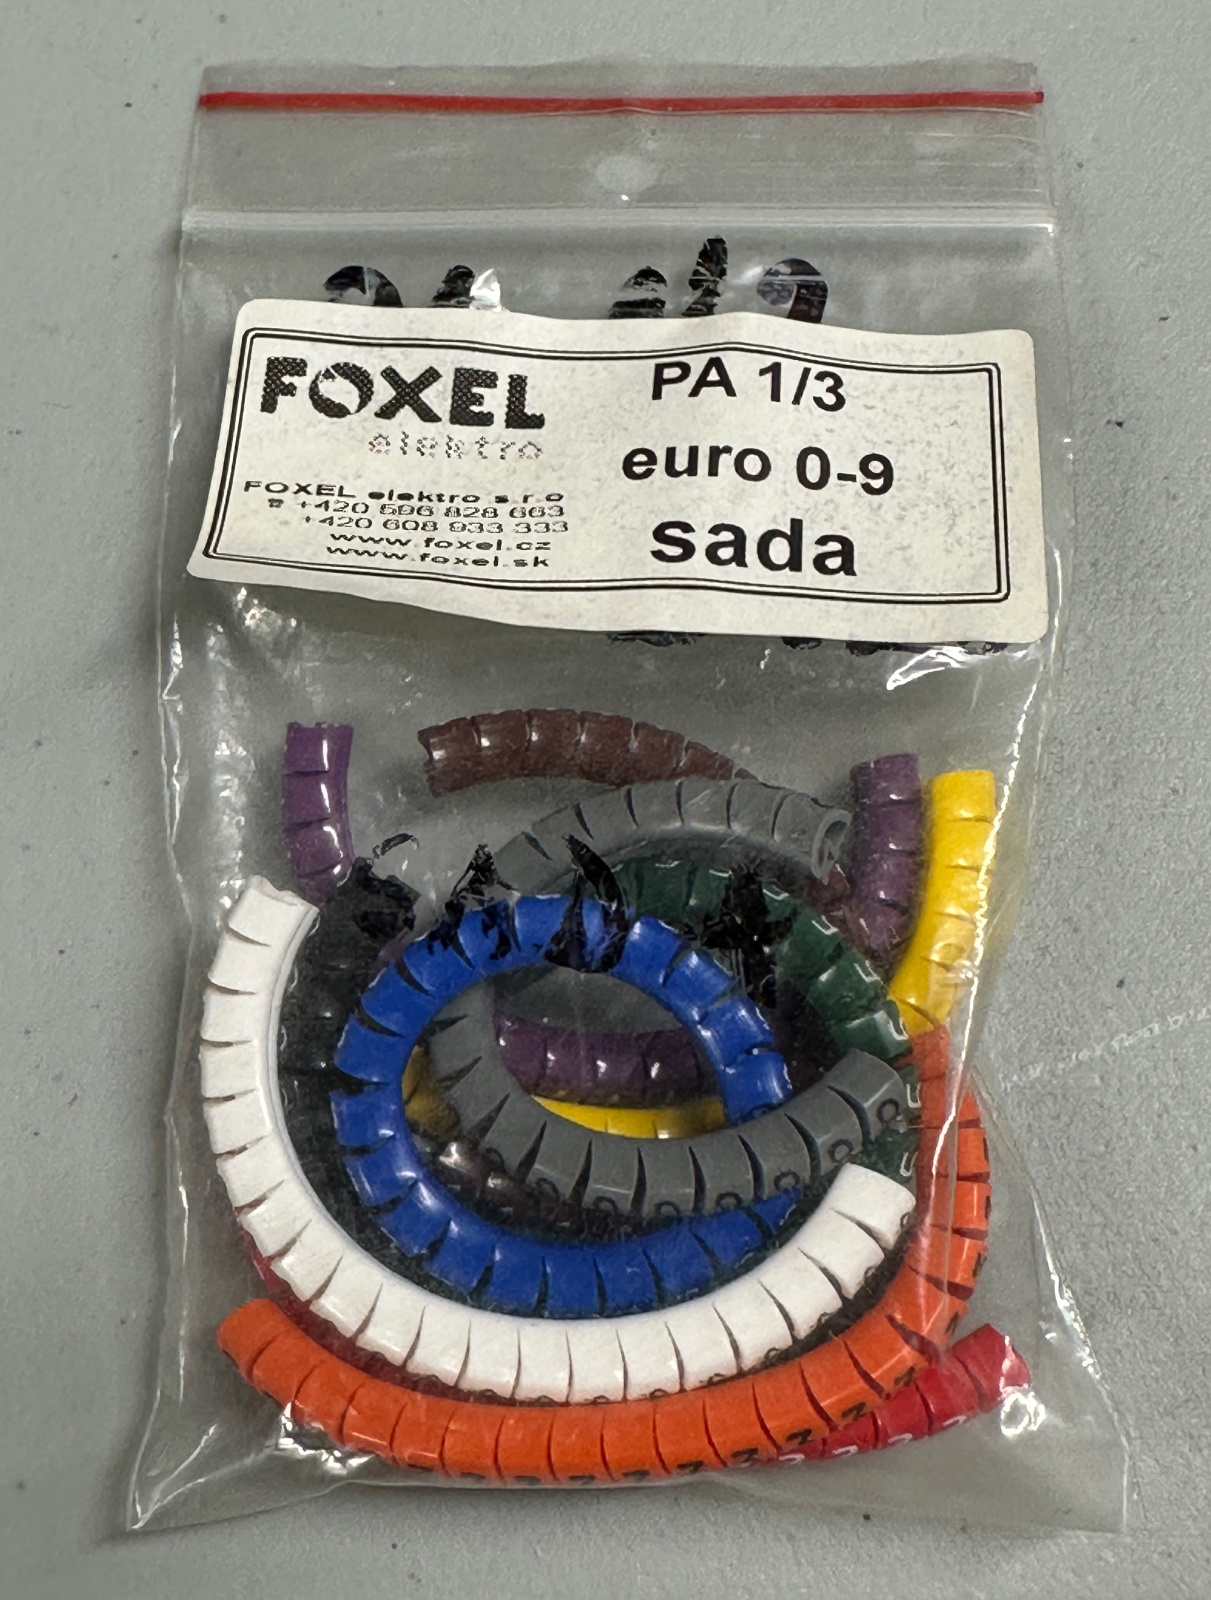 FOXEL
elektro
FOXEL elektro s.r.o
☎ +420 596 828 663
+420 608 933 333
www.foxel.cz
www.foxel.sk
PA 1/3
euro 0-9
sada